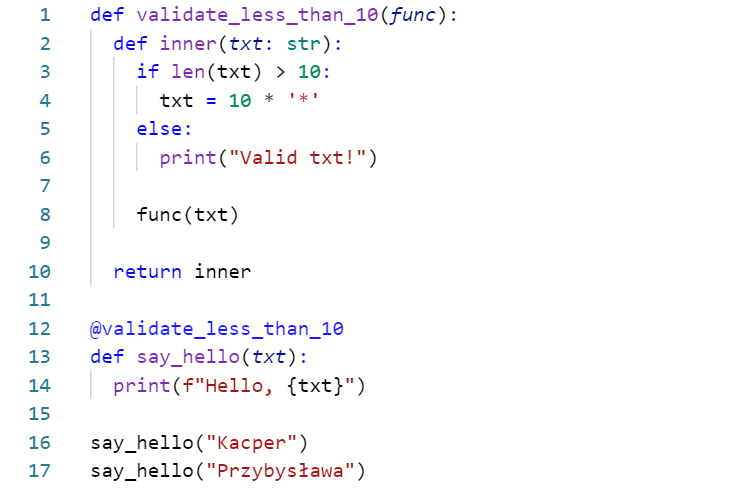 1 def validate_less_than_10(func):
2 def inner(txt: str):
3 if len(txt) > 10:
4 txt = 10 * '*'
5 else:
6 print("Valid txt!")
7
8 func(txt)
9
10 return inner
11
12 @validate_less_than_10
13 def say_hello(txt):
14 print(f"Hello, {txt}")
15
16 say_hello("Kacper")
17 say_hello("Przybysława")